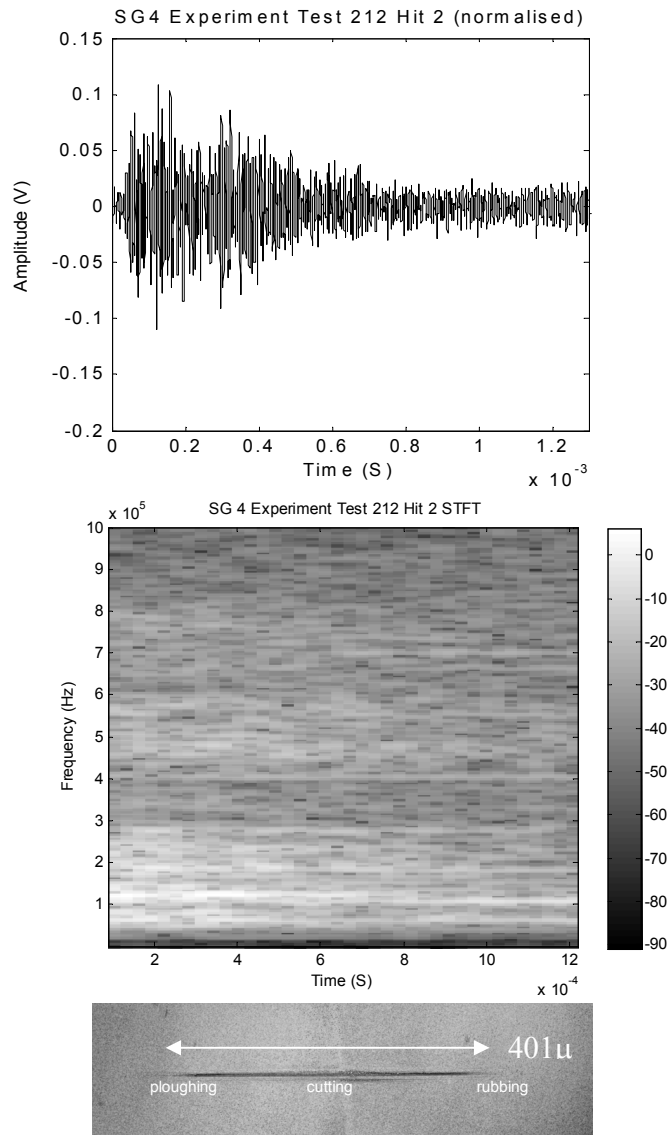 SG4 Experiment Test 212 Hit 2 (normalised)
0.15
0.1
0.05
0
-0.05
-0.1
-0.15
-0.2
Amplitude (V)
0 0.2 0.4 0.6 0.8 1 1.2
Time (S)
x 10-3
x 105
SG 4 Experiment Test 212 Hit 2 STFT
10
9
8
7
6
5
4
3
2
1
Frequency (Hz)
2 4 6 8 10 12
Time (S)
x 10-4
0
-10
-20
-30
-40
-50
-60
-70
-80
-90
401μ
ploughing cutting rubbing